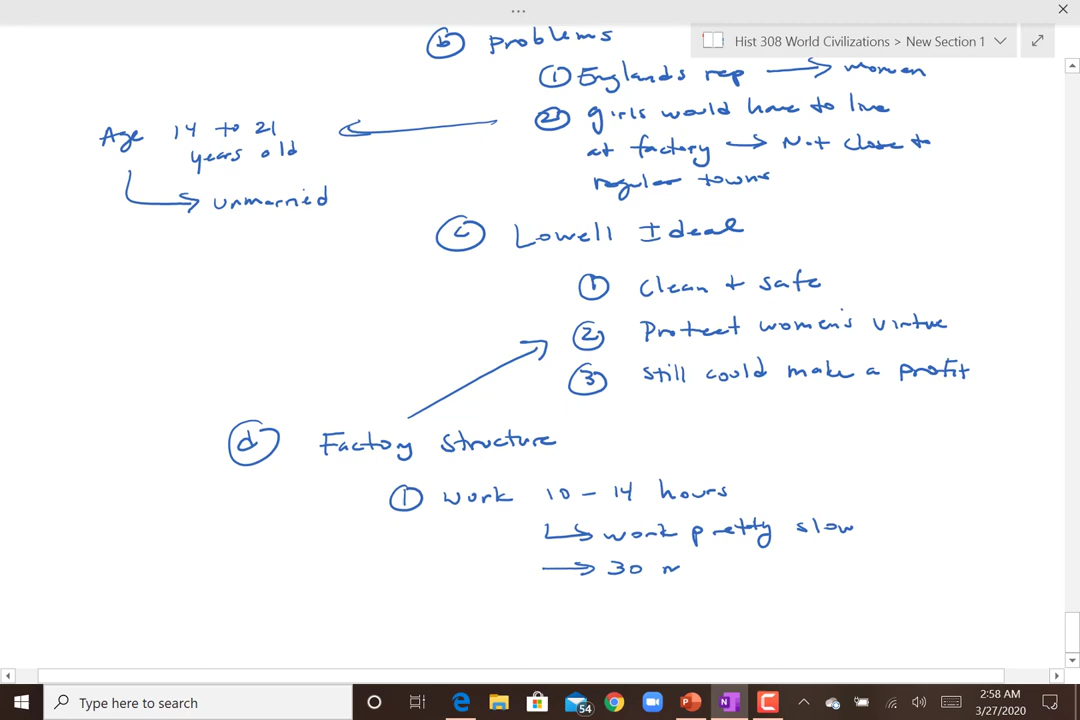 ⓑ Problems
Hist 308 World Civilizations > New Section 1
① Englands rep → women
② girls would have to live
at factory → Not close to
regular towns
Age 14 to 21
years old
→ unmarried
ⓒ Lowell Ideal
① clean + safe
② Protect women's virtue
③ still could make a profit
ⓓ Factory structure
① work 10 - 14 hours
→ work pretty slow
→ 30 m
Type here to search
54
2:58 AM
3/27/2020